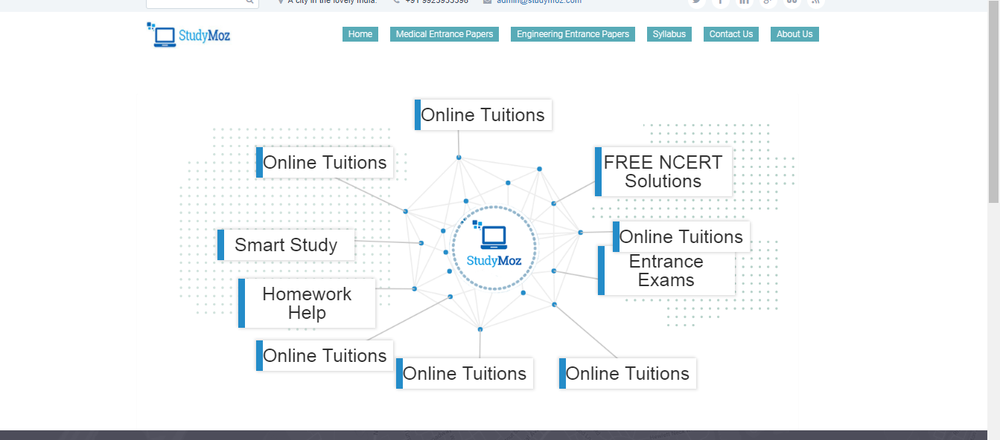 A city in the lovely India. +91 9925955598 admin@studymoz.com
StudyMoz
Home Medical Entrance Papers Engineering Entrance Papers Syllabus Contact Us About Us
Online Tuitions
Online Tuitions
FREE NCERT
Solutions
Smart Study
Online Tuitions
StudyMoz
Entrance
Exams
Homework
Help
Online Tuitions
Online Tuitions
Online Tuitions